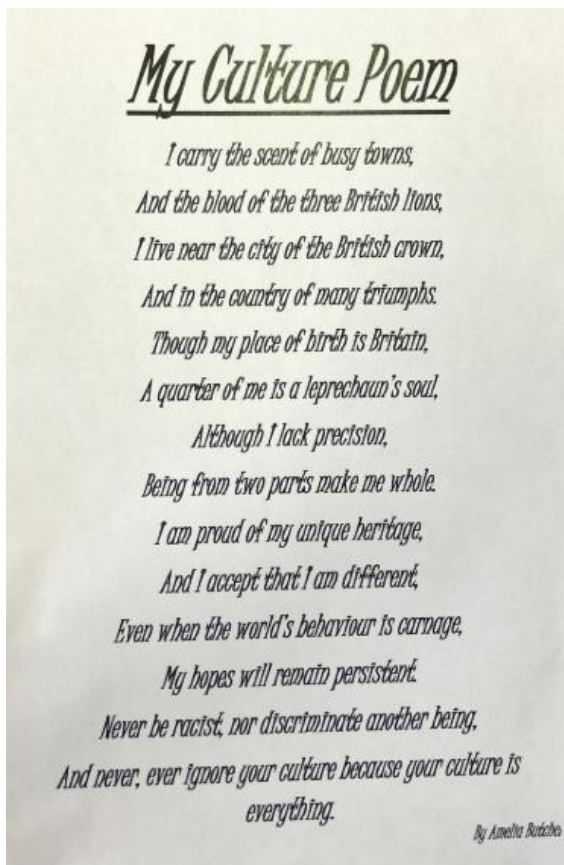 My Culture Poem
I carry the scent of busy towns,
And the blood of the three British lions,
I live near the city of the British crown,
And in the country of many triumphs.
Though my place of birth is Britain,
A quarter of me is a leprechaun's soul,
Although I lack precision,
Being from two parts make me whole.
I am proud of my unique heritage,
And I accept that I am different,
Even when the world's behaviour is carnage,
My hopes will remain persistent.
Never be racist, nor discriminate another being,
And never, ever ignore your culture because your culture is
everything.
By Amelia